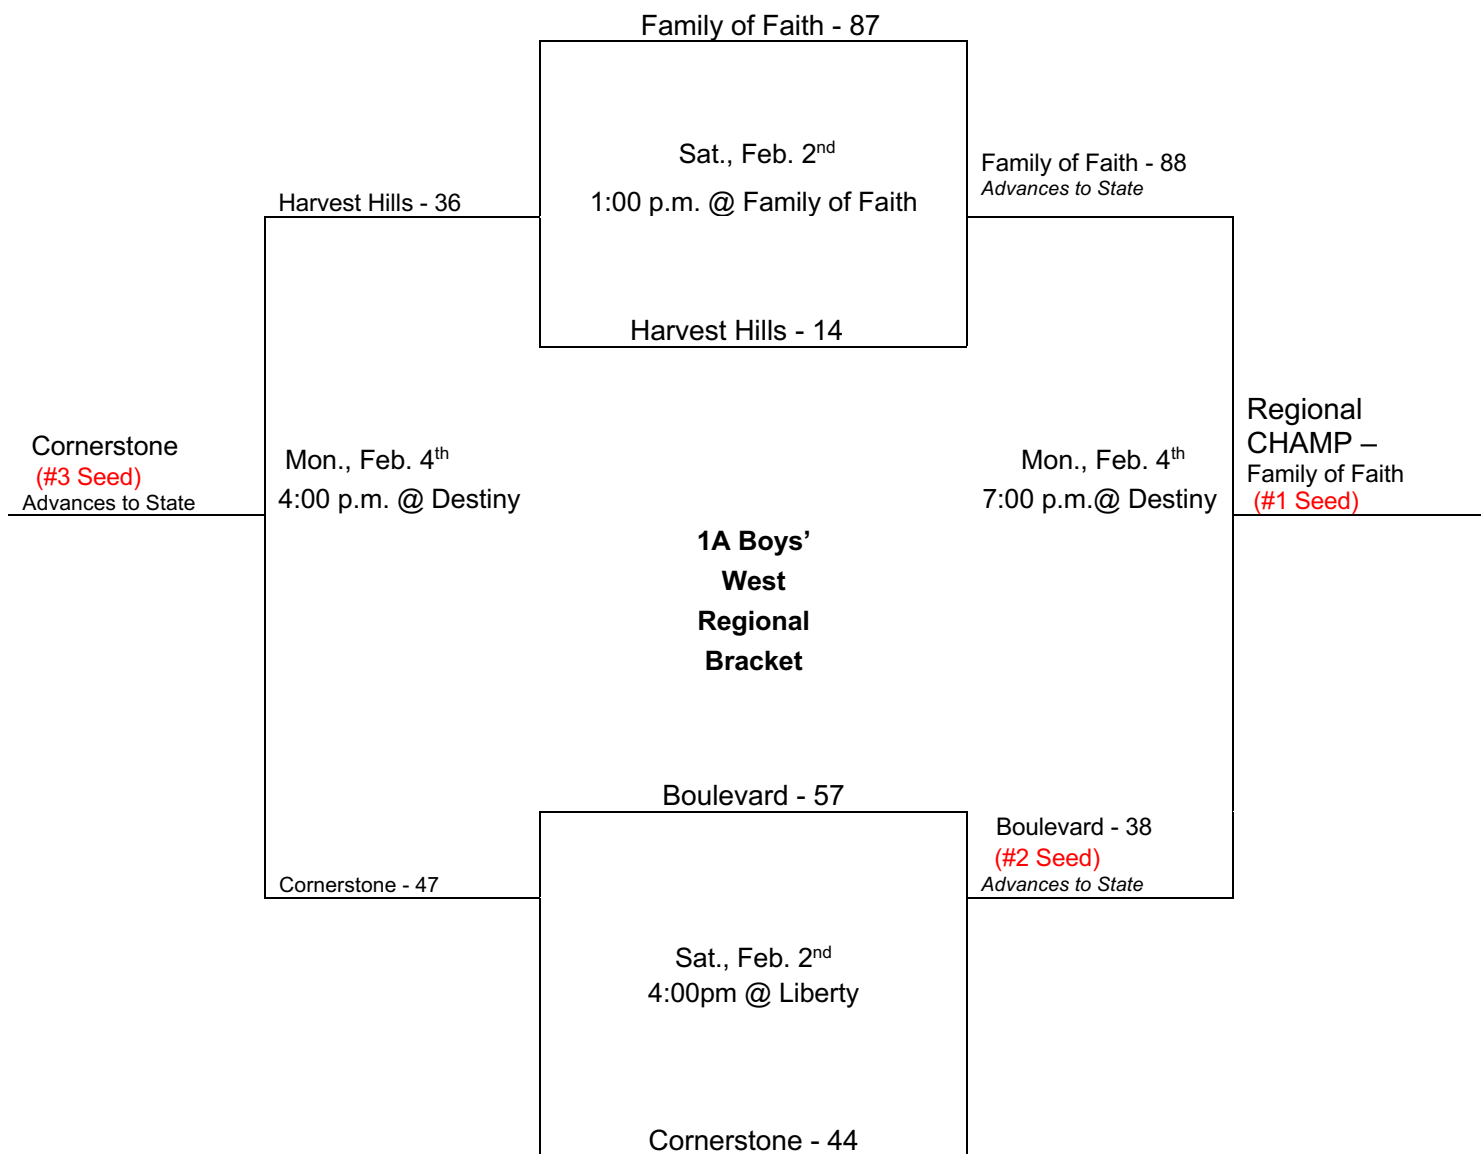 Family of Faith - 87
Sat., Feb. 2nd
1:00 p.m. @ Family of Faith
Family of Faith - 88
Advances to State
Harvest Hills - 36
Harvest Hills - 14
Cornerstone
(#3 Seed)
Advances to State
Mon., Feb. 4th
4:00 p.m. @ Destiny
Mon., Feb. 4th
7:00 p.m.@ Destiny
Regional
CHAMP –
Family of Faith
(#1 Seed)
1A Boys’
West
Regional
Bracket
Boulevard - 57
Boulevard - 38
(#2 Seed)
Advances to State
Cornerstone - 47
Sat., Feb. 2nd
4:00pm @ Liberty
Cornerstone - 44